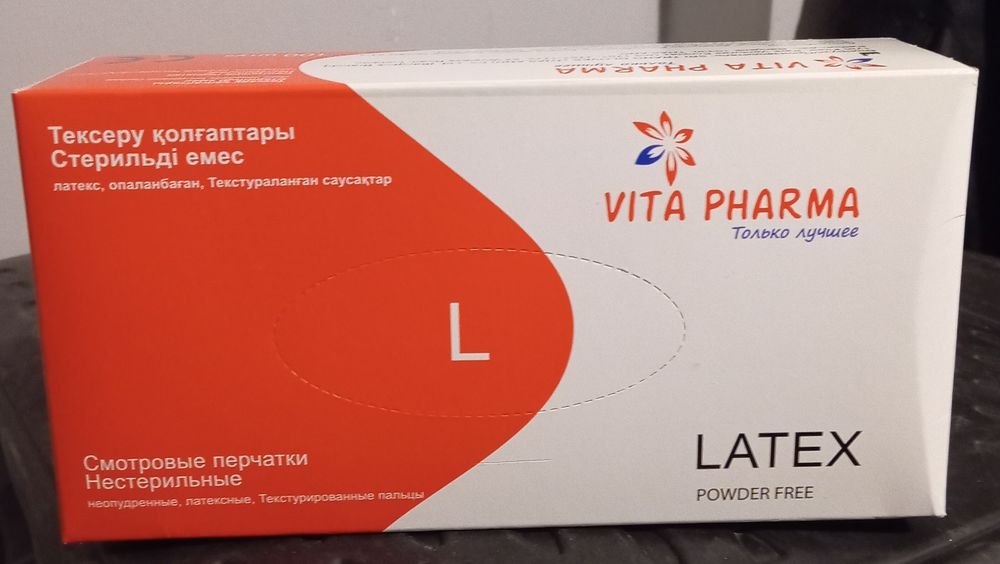 VITA PHARMA
Тексеру қолғаптары
Стерильді емес
латекс, опаланбаған, Текстураланған саусақтар
VITA PHARMA
Только лучшее
L
Смотровые перчатки
Нестерильные
неопудренные, латексные, Текстурированные пальцы
LATEX
POWDER FREE